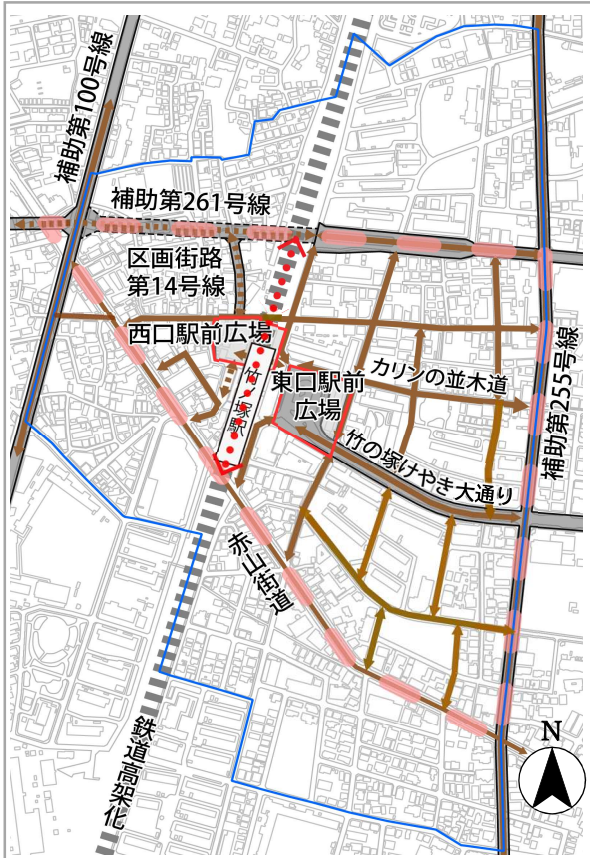 補助第100号線
補助第261号線
区画街路
第14号線
西口駅前広場
竹ノ塚駅
東口駅前
広場
カリンの並木道
補助第255号線
竹の塚けやき大通り
赤山街道
鉄道高架化
N